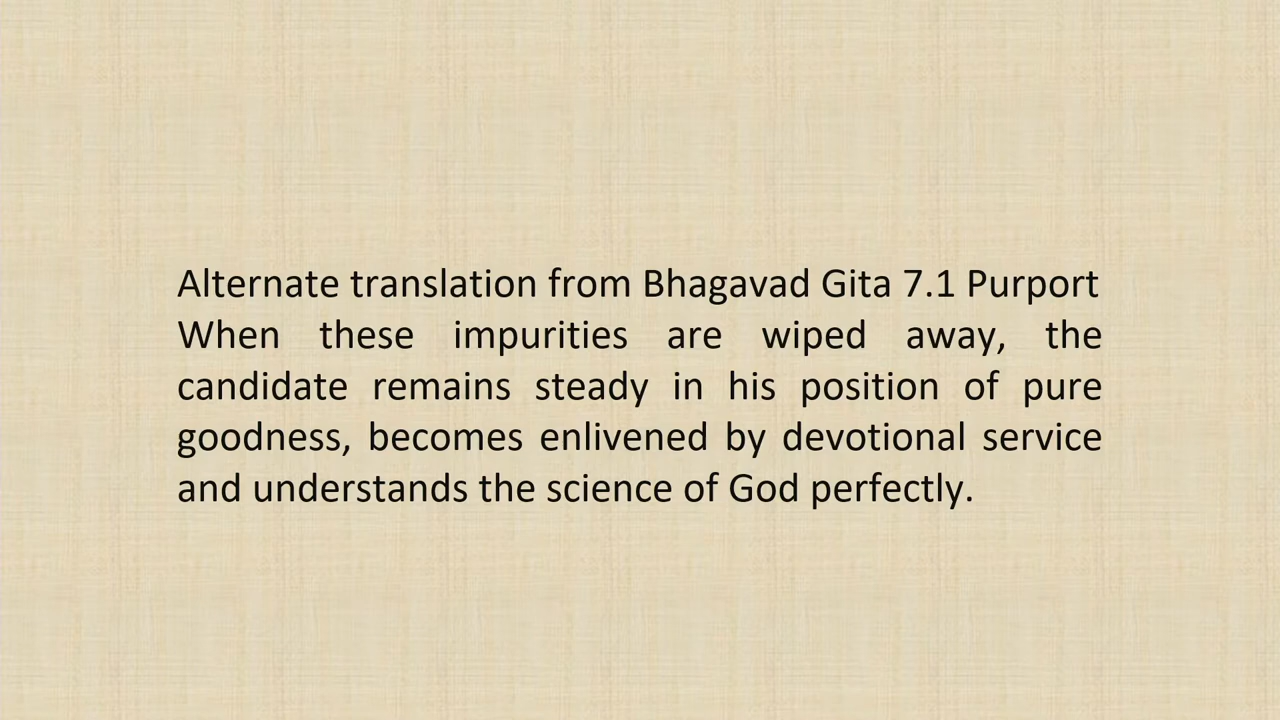 Alternate translation from Bhagavad Gita 7.1 Purport
When these impurities are wiped away, the
candidate remains steady in his position of pure
goodness, becomes enlivened by devotional service
and understands the science of God perfectly.